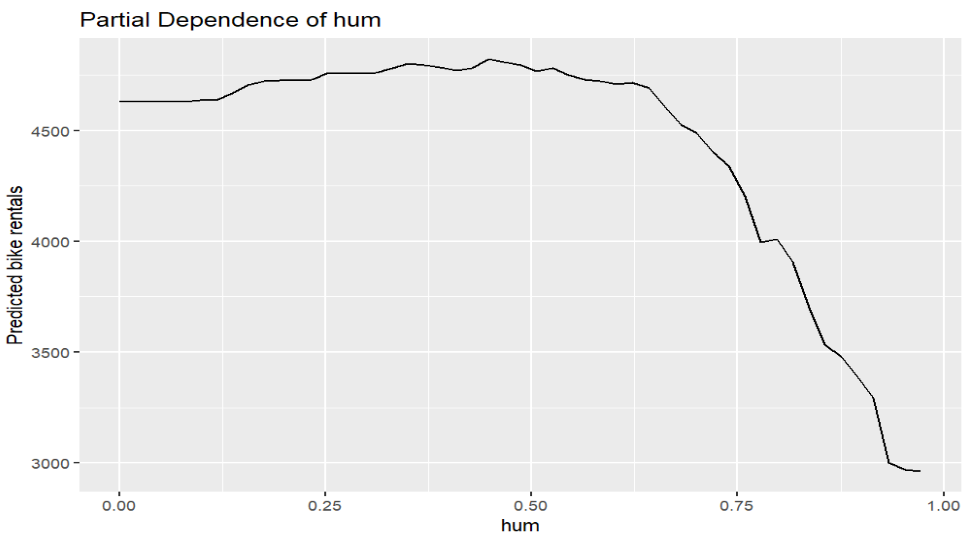 Partial Dependence of hum
Predicted bike rentals
4500
4000
3500
3000
0.00 0.25 0.50 0.75 1.00
hum